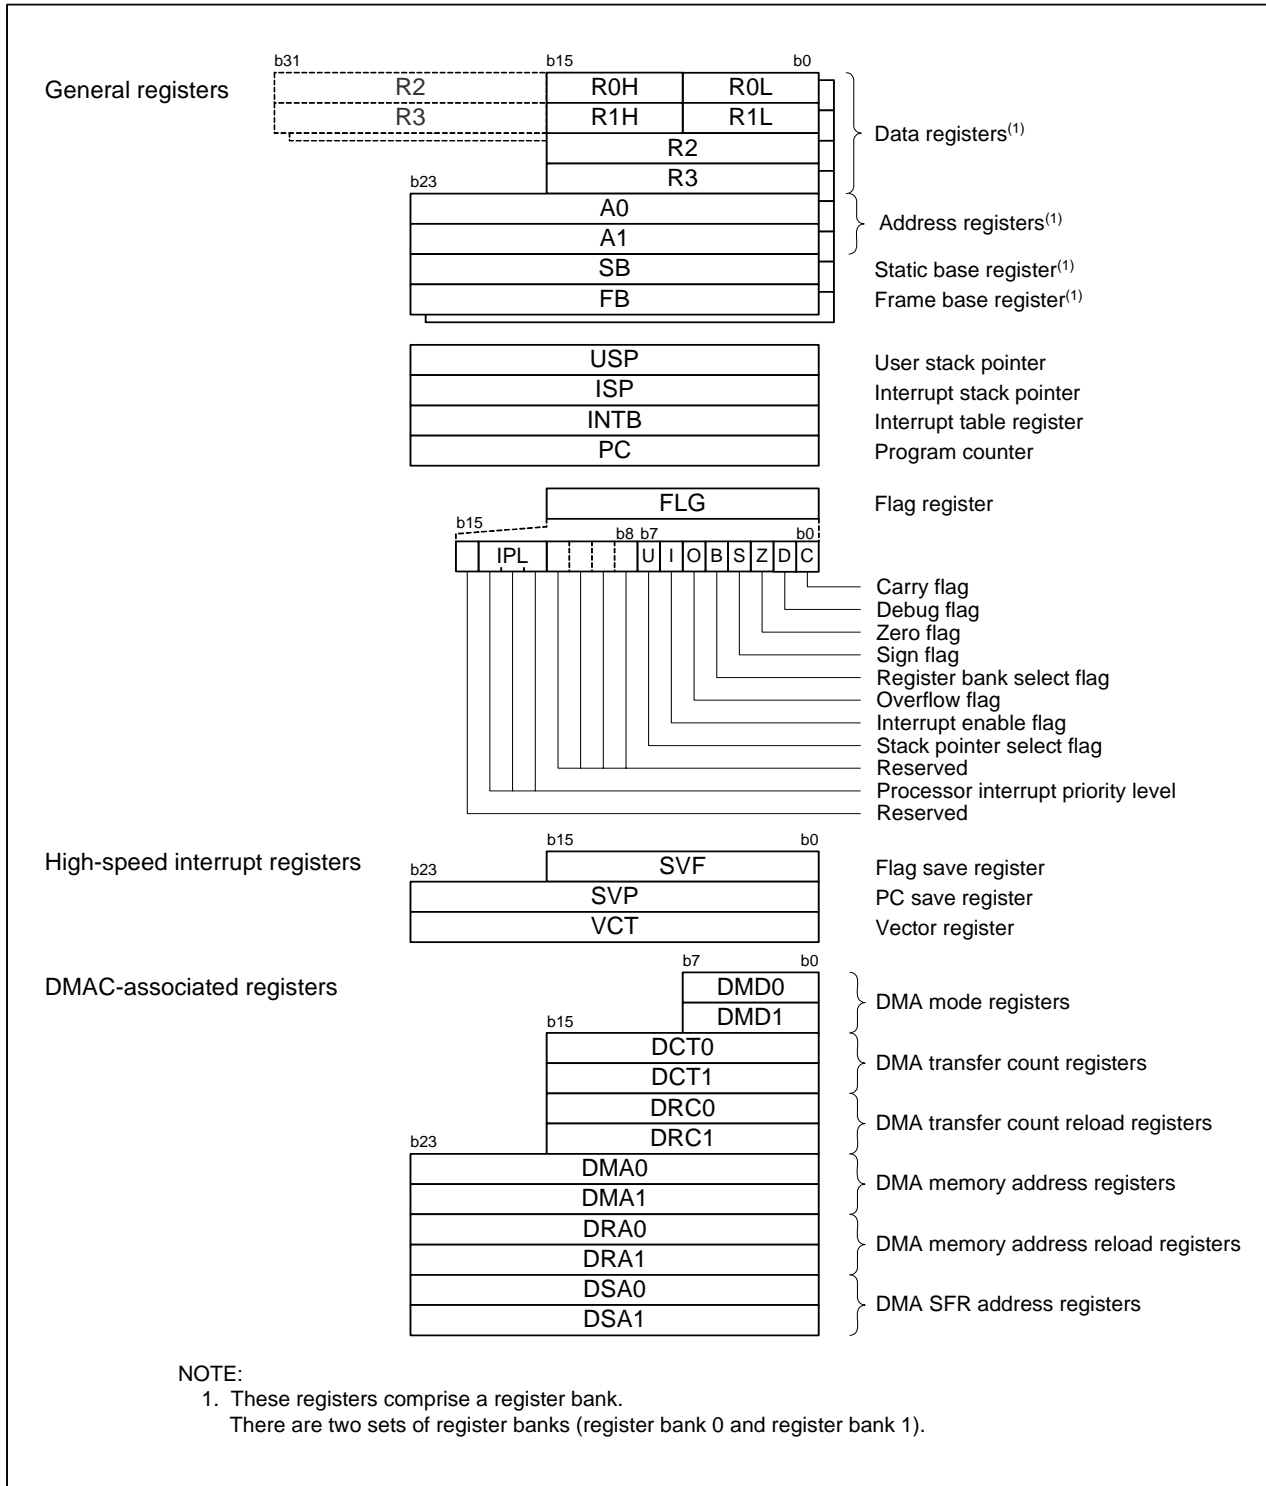 b31 b15 b0
General registers R2 R0H R0L
R3 R1H R1L
R2 Data registers(1)
b23 R3
A0
A1 Address registers(1)
SB Static base register(1)
FB Frame base register(1)
USP User stack pointer
ISP Interrupt stack pointer
INTB Interrupt table register
PC Program counter
FLG Flag register
b15 b8 b7 b0
IPL U I O B S Z D C
Carry flag
Debug flag
Zero flag
Sign flag
Register bank select flag
Overflow flag
Interrupt enable flag
Stack pointer select flag
Reserved
Processor interrupt priority level
Reserved
b15 b0
High-speed interrupt registers b23 SVF Flag save register
SVP PC save register
VCT Vector register
b7 b0
DMAC-associated registers DMD0
DMD1 DMA mode registers
b15
DCT0
DCT1 DMA transfer count registers
DRC0
DRC1 DMA transfer count reload registers
b23
DMA0
DMA1 DMA memory address registers
DRA0
DRA1 DMA memory address reload registers
DSA0
DSA1 DMA SFR address registers
NOTE:
1. These registers comprise a register bank.
There are two sets of register banks (register bank 0 and register bank 1).